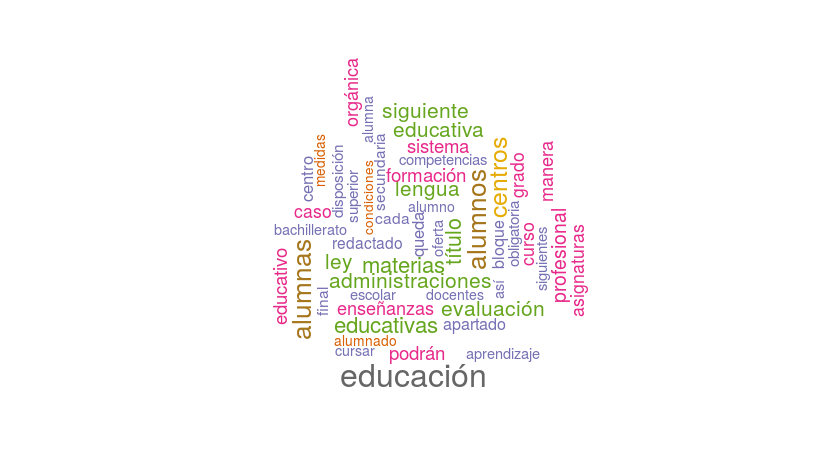 orgánica
alumna
siguiente
educativa
medidas
secundaria
sistema
centros
manera
competencias
centro
disposición
superior
condiciones
formación
grado
lengua
alumnos
caso
cada
alumno
queda
oferta
título
obligatoria
bloque
curso
siguientes
profesional
asignaturas
bachillerato
redactado
alumnas
ley
materias
educativo
administraciones
final
escolar
docentes
así
enseñanzas
evaluación
educativas
apartado
alumnado
cursar
podrán
aprendizaje
educación